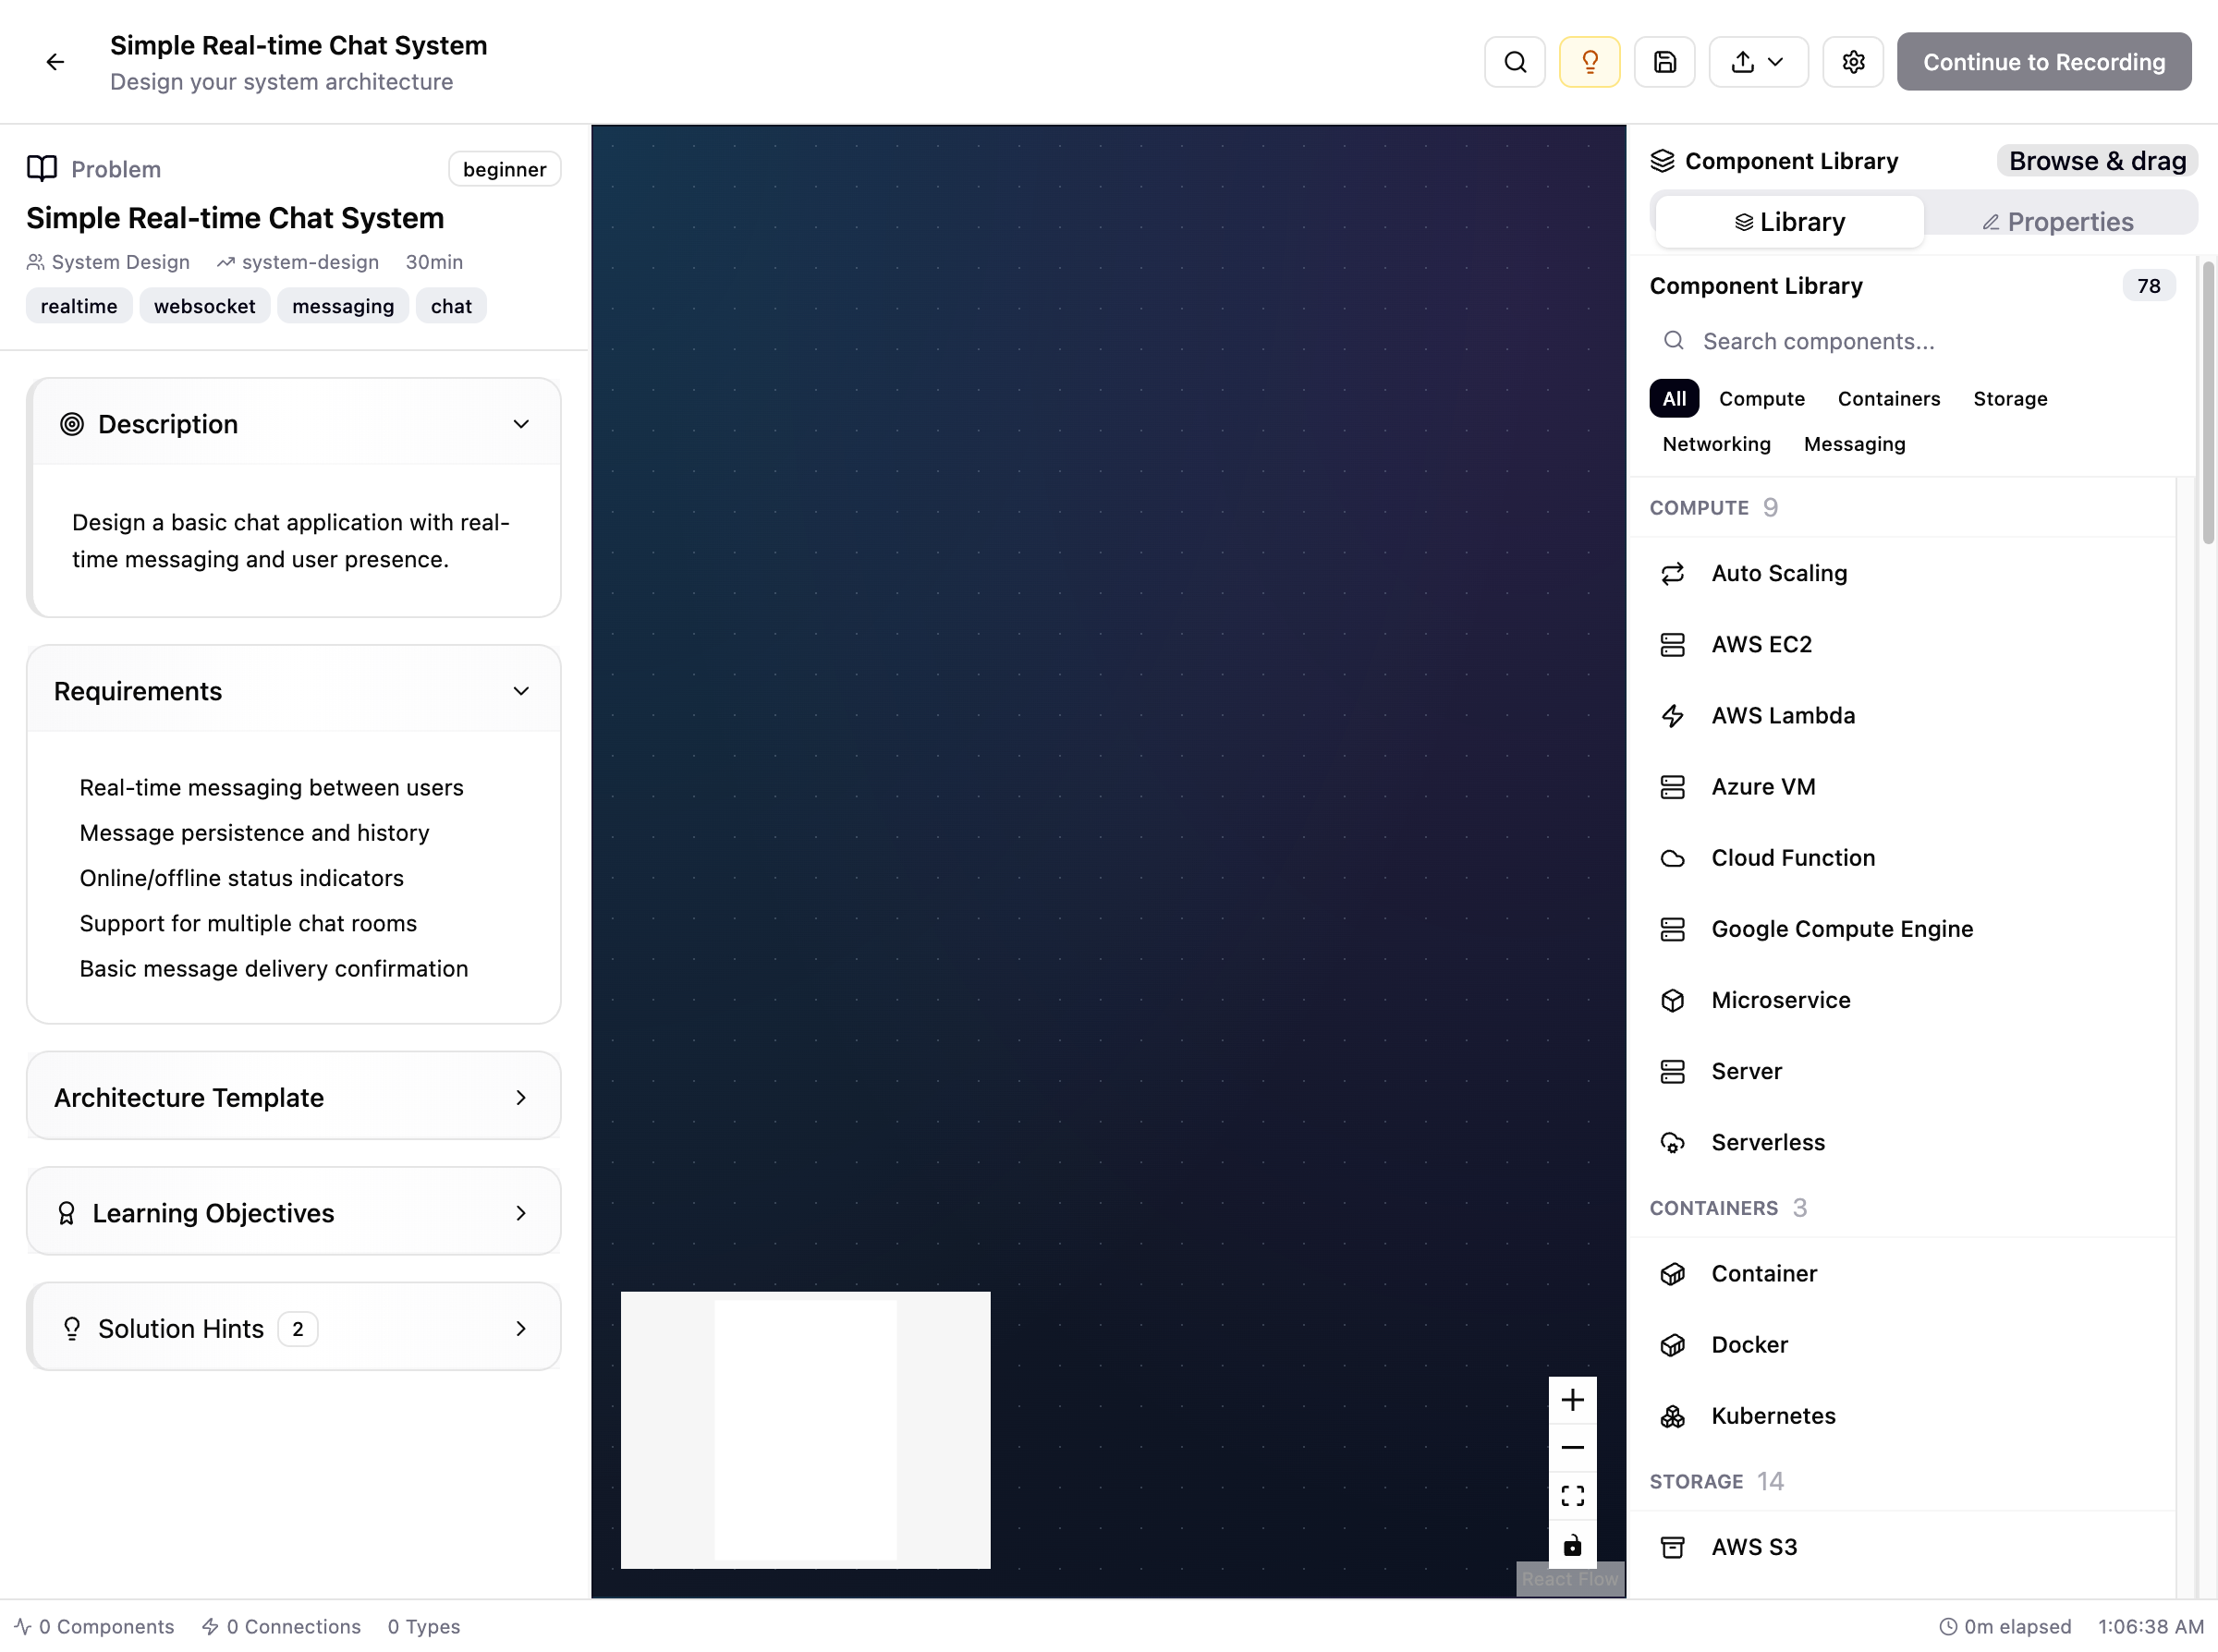 Simple Real-time Chat System
Design your system architecture
Continue to Recording
Problem
beginner
Simple Real-time Chat System
System Design system-design 30min
realtime websocket messaging chat
Description
Design a basic chat application with real-
time messaging and user presence.
Requirements
Real-time messaging between users
Message persistence and history
Online/offline status indicators
Support for multiple chat rooms
Basic message delivery confirmation
Architecture Template
Learning Objectives
Solution Hints 2
React Flow
Component Library Browse & drag
Library Properties
Component Library 78
Search components...
All Compute Containers Storage
Networking Messaging
COMPUTE 9
Auto Scaling
AWS EC2
AWS Lambda
Azure VM
Cloud Function
Google Compute Engine
Microservice
Server
Serverless
CONTAINERS 3
Container
Docker
Kubernetes
STORAGE 14
AWS S3
0 Components 0 Connections 0 Types
0m elapsed 1:06:38 AM